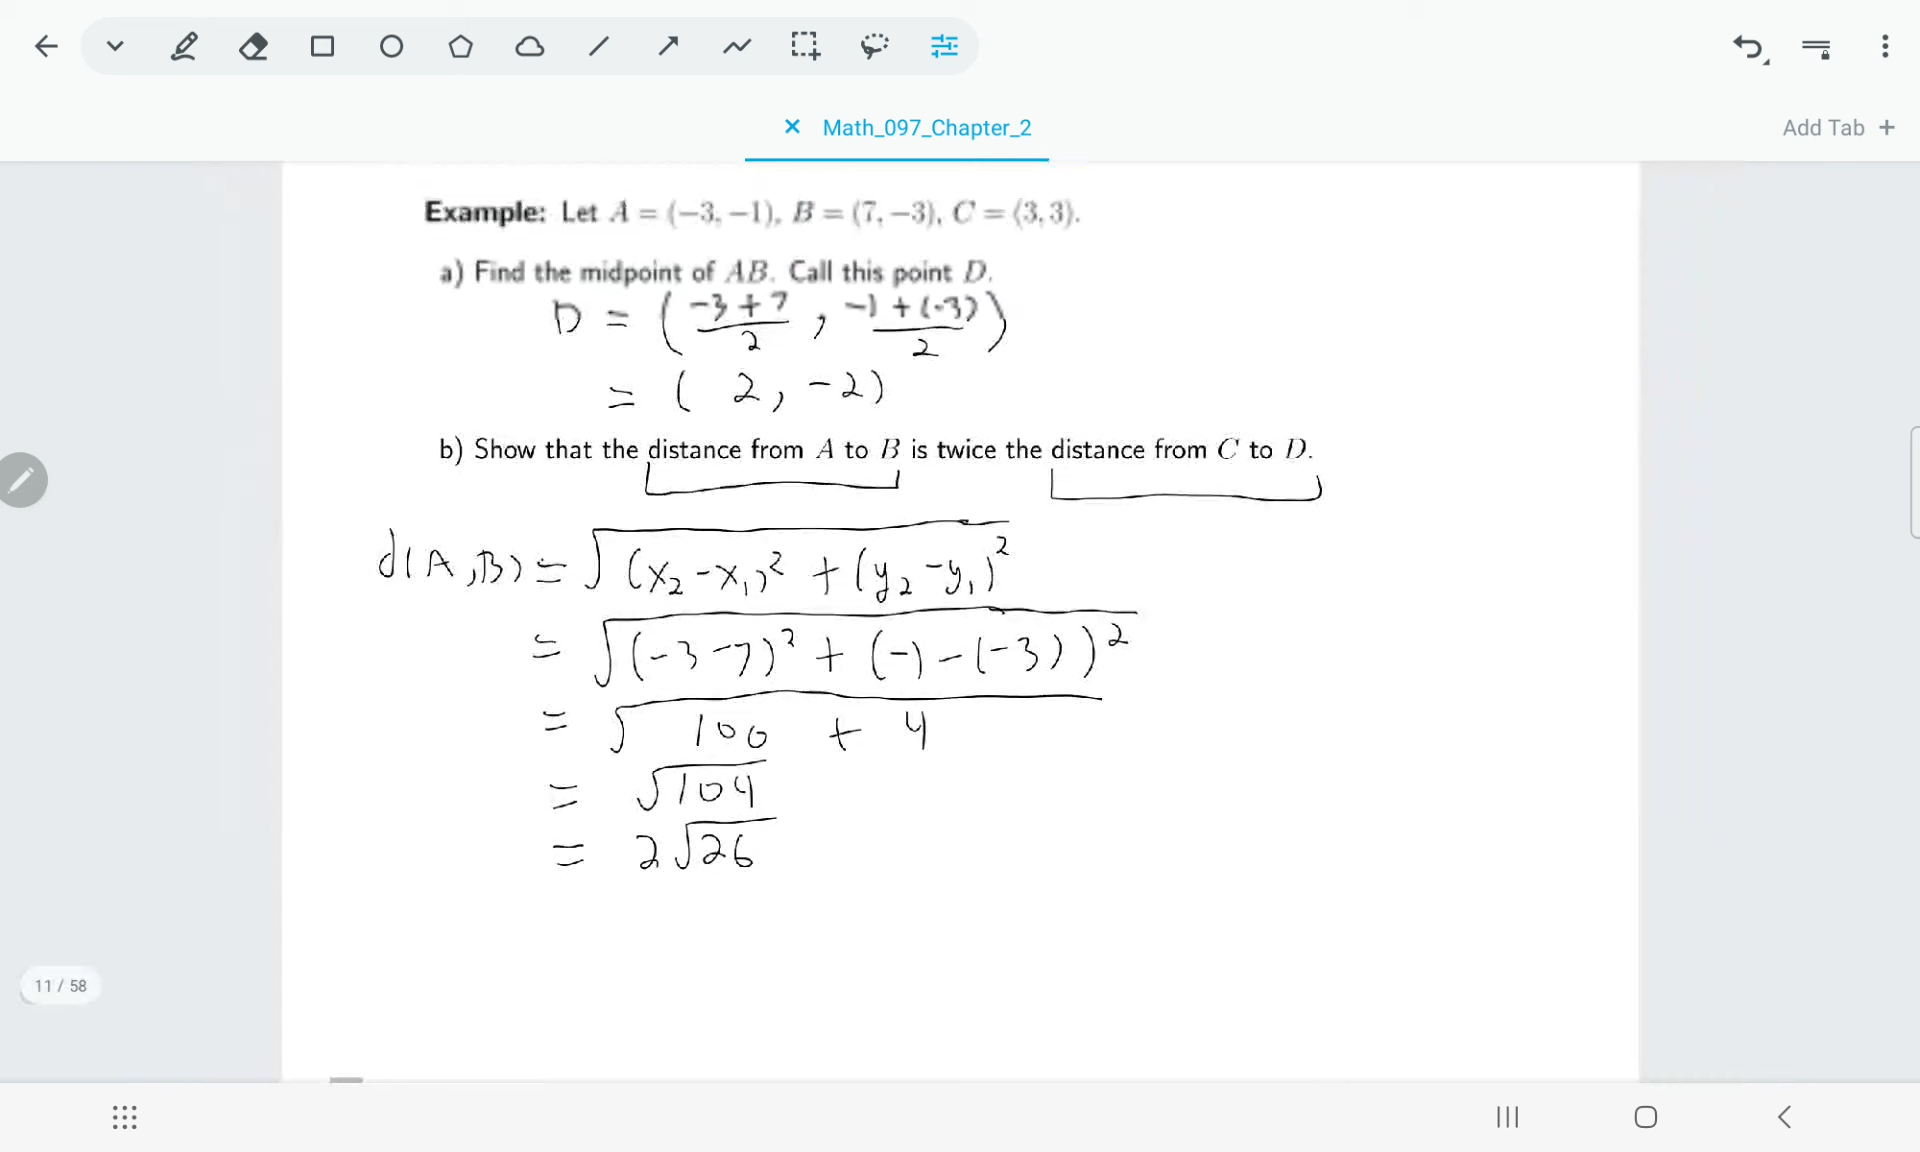 Math_097_Chapter_2
Add Tab +
Example: Let A = (−3, −1), B = (7, −3), C = (3, 3).
a) Find the midpoint of AB. Call this point D.
D = ( (-3+7)/2 , (-1+(-3))/2 )
= ( 2, -2)
b) Show that the distance from A to B is twice the distance from C to D.
d(A,B) = √((x₂-x₁)² + (y₂-y₁)²)
= √((-3-7)² + (-1-(-3))²)
= √(100 + 4)
= √104
= 2√26
11 / 58